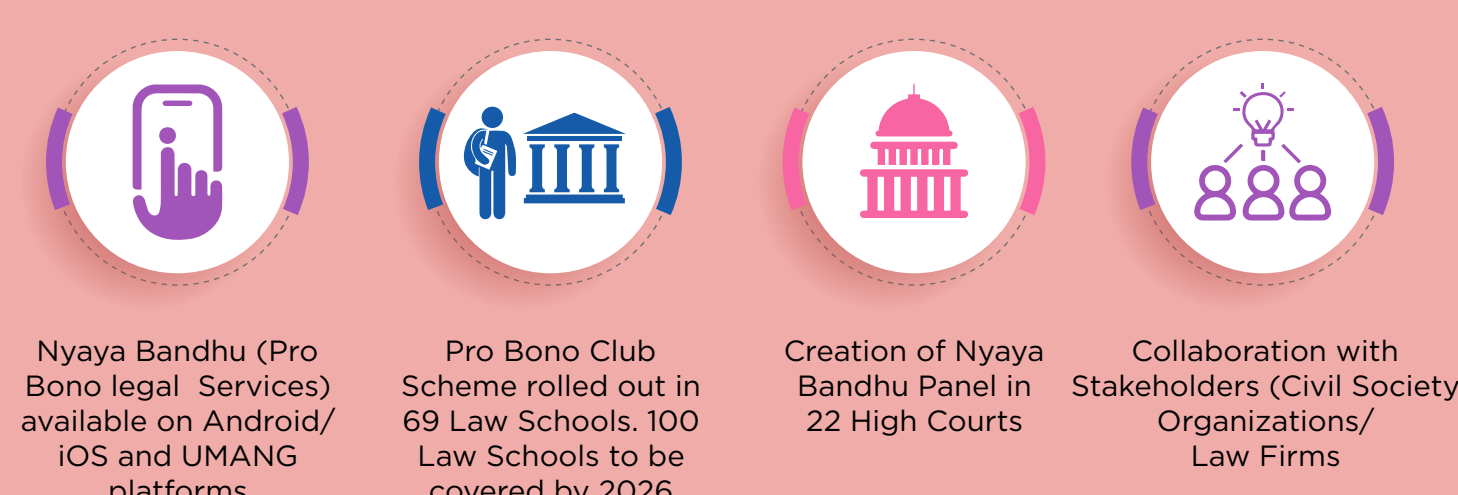 Nyaya Bandhu (Pro
Bono legal Services)
available on Android/
iOS and UMANG
platforms
Pro Bono Club
Scheme rolled out in
69 Law Schools. 100
Law Schools to be
covered by 2026
Creation of Nyaya
Bandhu Panel in
22 High Courts
Collaboration with
Stakeholders (Civil Society
Organizations/
Law Firms